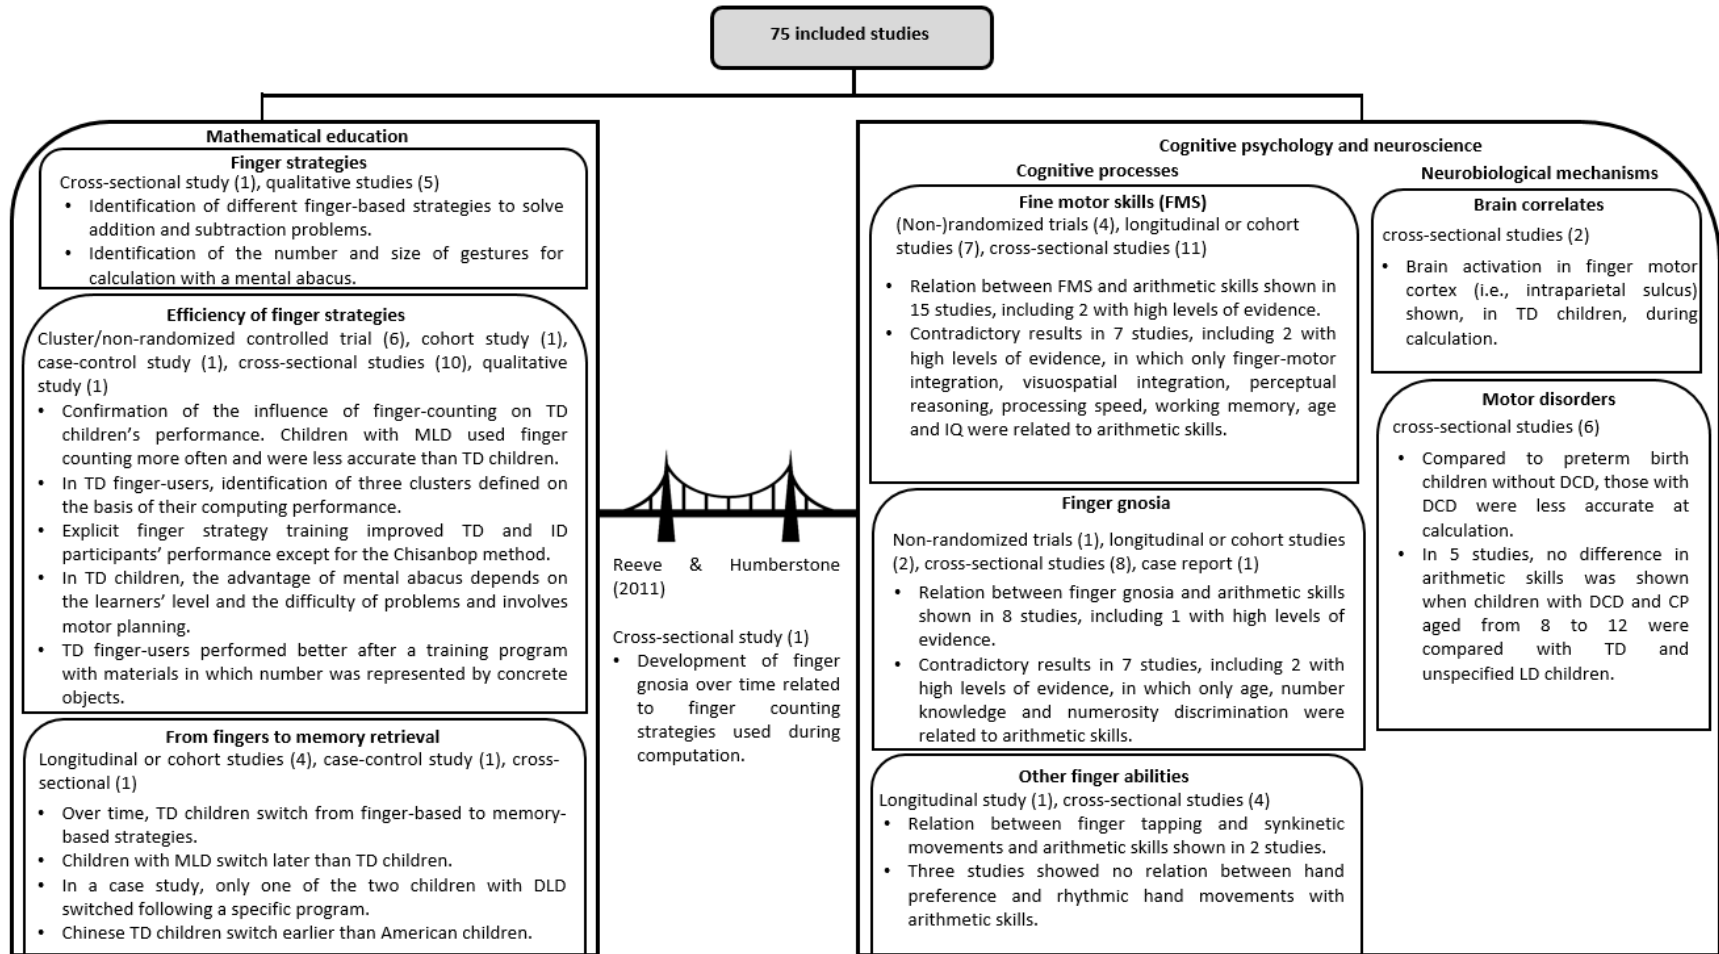 75 included studies
Mathematical education
Finger strategies
Cross-sectional study (1), qualitative studies (5)
• Identification of different finger-based strategies to solve
addition and subtraction problems.
• Identification of the number and size of gestures for
calculation with a mental abacus.
Efficiency of finger strategies
Cluster/non-randomized controlled trial (6), cohort study (1),
case-control study (1), cross-sectional studies (10), qualitative
study (1)
• Confirmation of the influence of finger-counting on TD
children's performance. Children with MLD used finger
counting more often and were less accurate than TD children.
• In TD finger-users, identification of three clusters defined on
the basis of their computing performance.
• Explicit finger strategy training improved TD and ID
participants' performance except for the Chisanbop method.
• In TD children, the advantage of mental abacus depends on
the learners' level and the difficulty of problems and involves
motor planning.
• TD finger-users performed better after a training program
with materials in which number was represented by concrete
objects.
From fingers to memory retrieval
Longitudinal or cohort studies (4), case-control study (1), cross-
sectional (1)
• Over time, TD children switch from finger-based to memory-
based strategies.
• Children with MLD switch later than TD children.
• In a case study, only one of the two children with DLD
switched following a specific program.
• Chinese TD children switch earlier than American children.
Reeve & Humberstone
(2011)
Cross-sectional study (1)
• Development of finger
gnosia over time related
to finger counting
strategies used during
computation.
Cognitive psychology and neuroscience
Cognitive processes
Fine motor skills (FMS)
(Non-)randomized trials (4), longitudinal or cohort
studies (7), cross-sectional studies (11)
• Relation between FMS and arithmetic skills shown in
15 studies, including 2 with high levels of evidence.
• Contradictory results in 7 studies, including 2 with
high levels of evidence, in which only finger-motor
integration, visuospatial integration, perceptual
reasoning, processing speed, working memory, age
and IQ were related to arithmetic skills.
Finger gnosia
Non-randomized trials (1), longitudinal or cohort studies
(2), cross-sectional studies (8), case report (1)
• Relation between finger gnosia and arithmetic skills
shown in 8 studies, including 1 with high levels of
evidence.
• Contradictory results in 7 studies, including 2 with
high levels of evidence, in which only age, number
knowledge and numerosity discrimination were
related to arithmetic skills.
Other finger abilities
Longitudinal study (1), cross-sectional studies (4)
• Relation between finger tapping and synkinetic
movements and arithmetic skills shown in 2 studies.
• Three studies showed no relation between hand
preference and rhythmic hand movements with
arithmetic skills.
Neurobiological mechanisms
Brain correlates
cross-sectional studies (2)
• Brain activation in finger motor
cortex (i.e., intraparietal sulcus)
shown, in TD children, during
calculation.
Motor disorders
cross-sectional studies (6)
• Compared to preterm birth
children without DCD, those with
DCD were less accurate at
calculation.
• In 5 studies, no difference in
arithmetic skills was shown
when children with DCD and CP
aged from 8 to 12 were
compared with TD and
unspecified LD children.